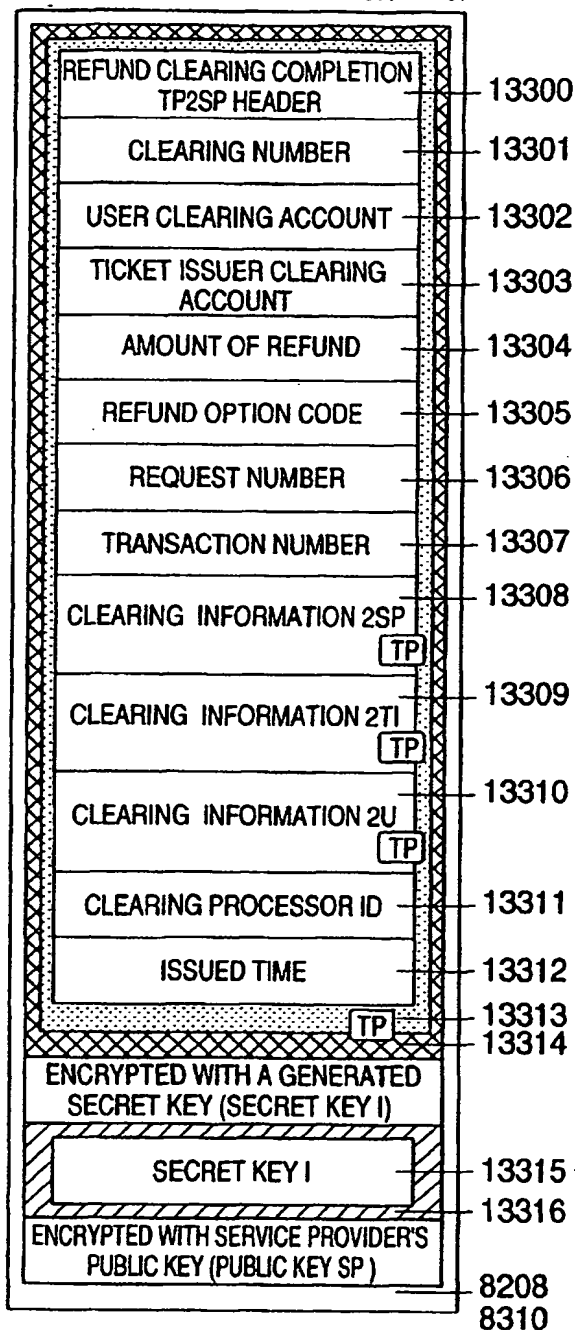 REFUND CLEARING COMPLETION
TP2SP HEADER
13300
CLEARING NUMBER
13301
USER CLEARING ACCOUNT
13302
TICKET ISSUER CLEARING
ACCOUNT
13303
AMOUNT OF REFUND
13304
REFUND OPTION CODE
13305
REQUEST NUMBER
13306
TRANSACTION NUMBER
13307
13308
CLEARING INFORMATION 2SP
TP
13309
CLEARING INFORMATION 2TI
TP
13310
CLEARING INFORMATION 2U
TP
CLEARING PROCESSOR ID
13311
ISSUED TIME
13312
TP
13313
13314
ENCRYPTED WITH A GENERATED
SECRET KEY (SECRET KEY I)
SECRET KEY I
13315
13316
ENCRYPTED WITH SERVICE PROVIDER'S
PUBLIC KEY (PUBLIC KEY SP )
8208
8310